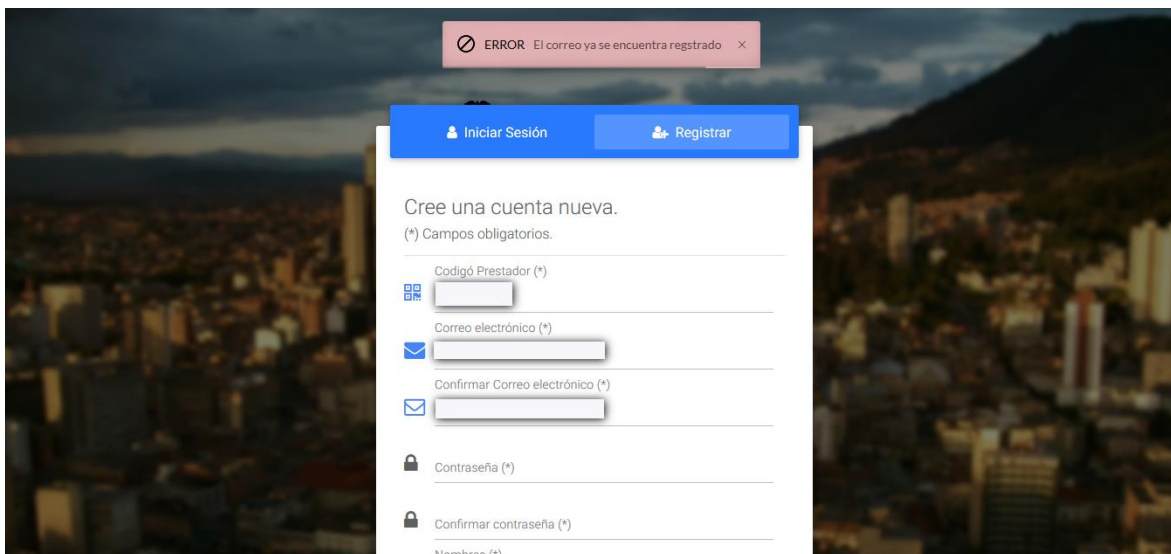 ERROR El correo ya se encuentra regstrado ×
Iniciar Sesión
Registrar
Cree una cuenta nueva.
(*) Campos obligatorios.
Codigó Prestador (*)
Correo electrónico (*)
Confirmar Correo electrónico (*)
Contraseña (*)
Confirmar contraseña (*)
Nombres (*)